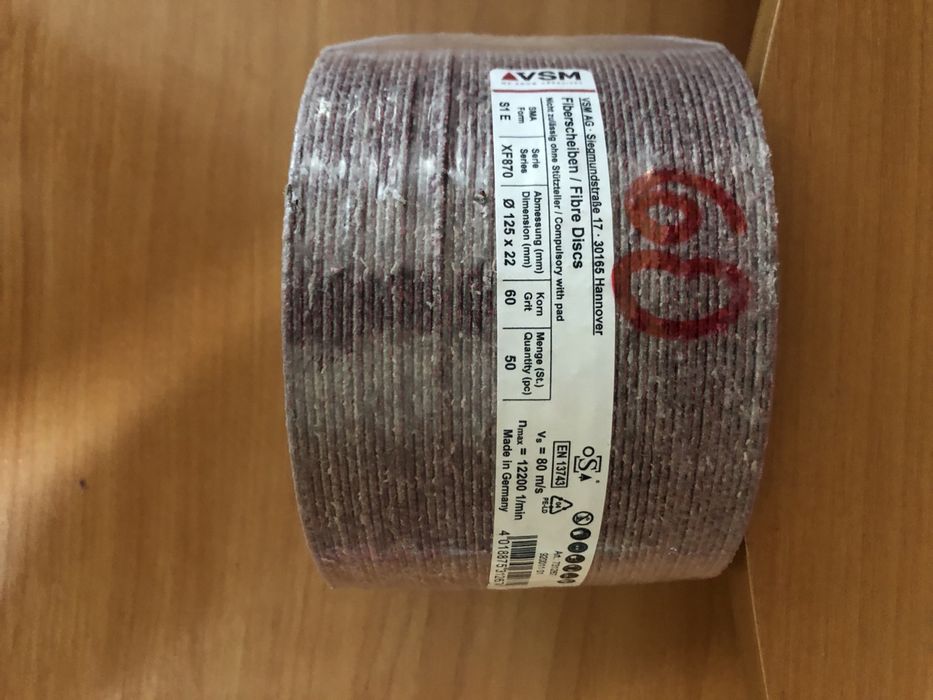 VSM
VSM AG · Siegmundstraße 17 · 30165 Hannover
Fiberscheiben / Fibre Discs
Nicht zulässig ohne Stützteller / Compulsory with pad
SMA Serie Abmessung (mm) Korn Menge (St.)
Form Series Dimension (mm) Grit Quantity (pc)
S1 E XF870 Ø 125 x 22 60 50
oSa
EN 13743
Vs = 80 m/s
nmax = 12200 1/min
Made in Germany
60